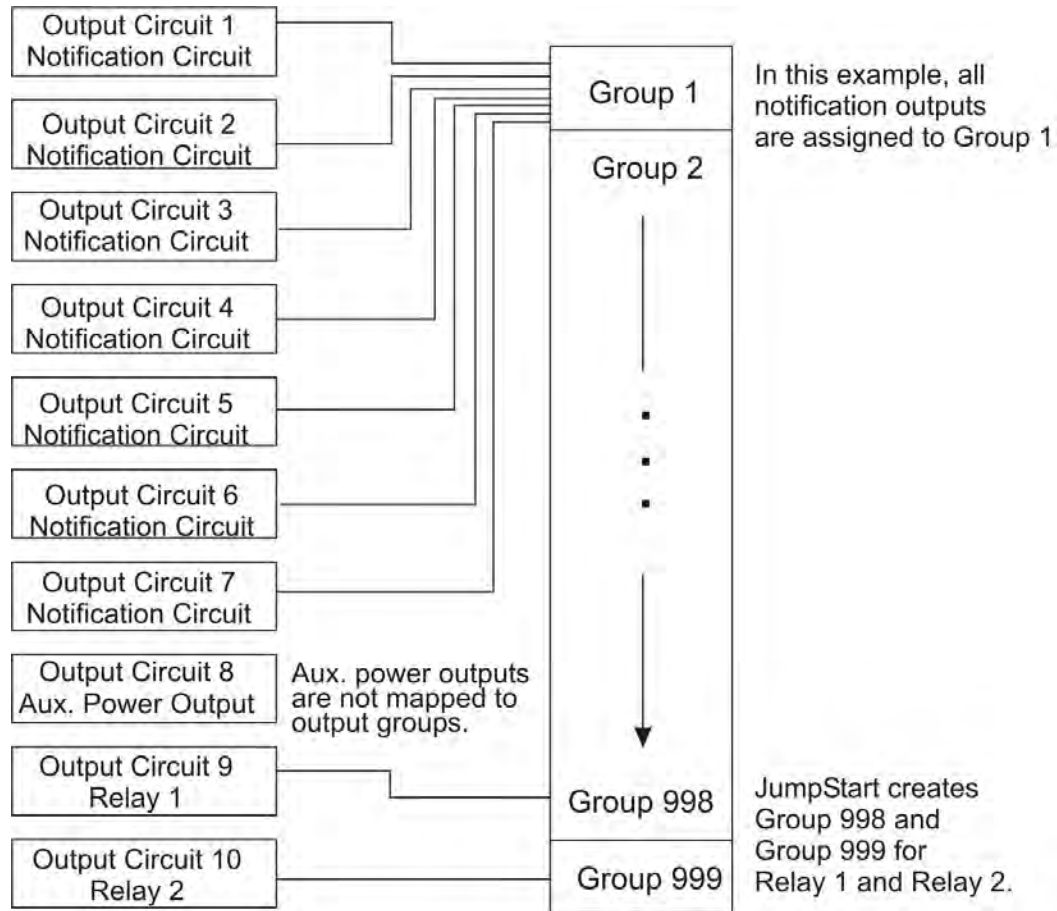 Output Circuit 1
Notification Circuit
Output Circuit 2
Notification Circuit
Output Circuit 3
Notification Circuit
Output Circuit 4
Notification Circuit
Output Circuit 5
Notification Circuit
Output Circuit 6
Notification Circuit
Output Circuit 7
Notification Circuit
Output Circuit 8
Aux. Power Output
Aux. power outputs
are not mapped to
output groups.
Output Circuit 9
Relay 1
Output Circuit 10
Relay 2
Group 1
Group 2
Group 998
Group 999
In this example, all
notification outputs
are assigned to Group 1
JumpStart creates
Group 998 and
Group 999 for
Relay 1 and Relay 2.